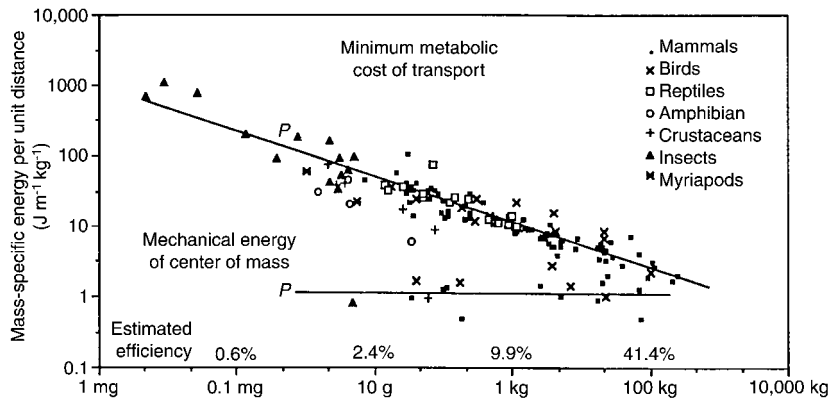 Mass-specific energy per unit distance
(J m⁻¹ kg⁻¹)
10,000
1000
100
10
1
0.1
Minimum metabolic
cost of transport
P
Mechanical energy
of center of mass
P
Estimated
efficiency
0.6%
2.4%
9.9%
41.4%
Mammals
Birds
Reptiles
Amphibian
Crustaceans
Insects
Myriapods
1 mg
0.1 mg
10 g
1 kg
100 kg
10,000 kg